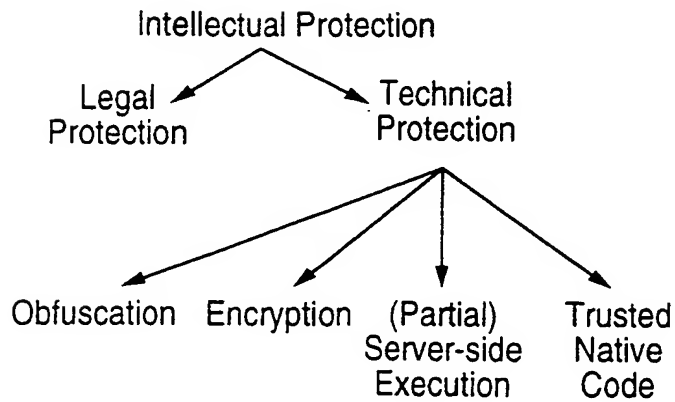 Intellectual Protection
Legal
Protection
Technical
Protection
Obfuscation
Encryption
(Partial)
Server-side
Execution
Trusted
Native
Code